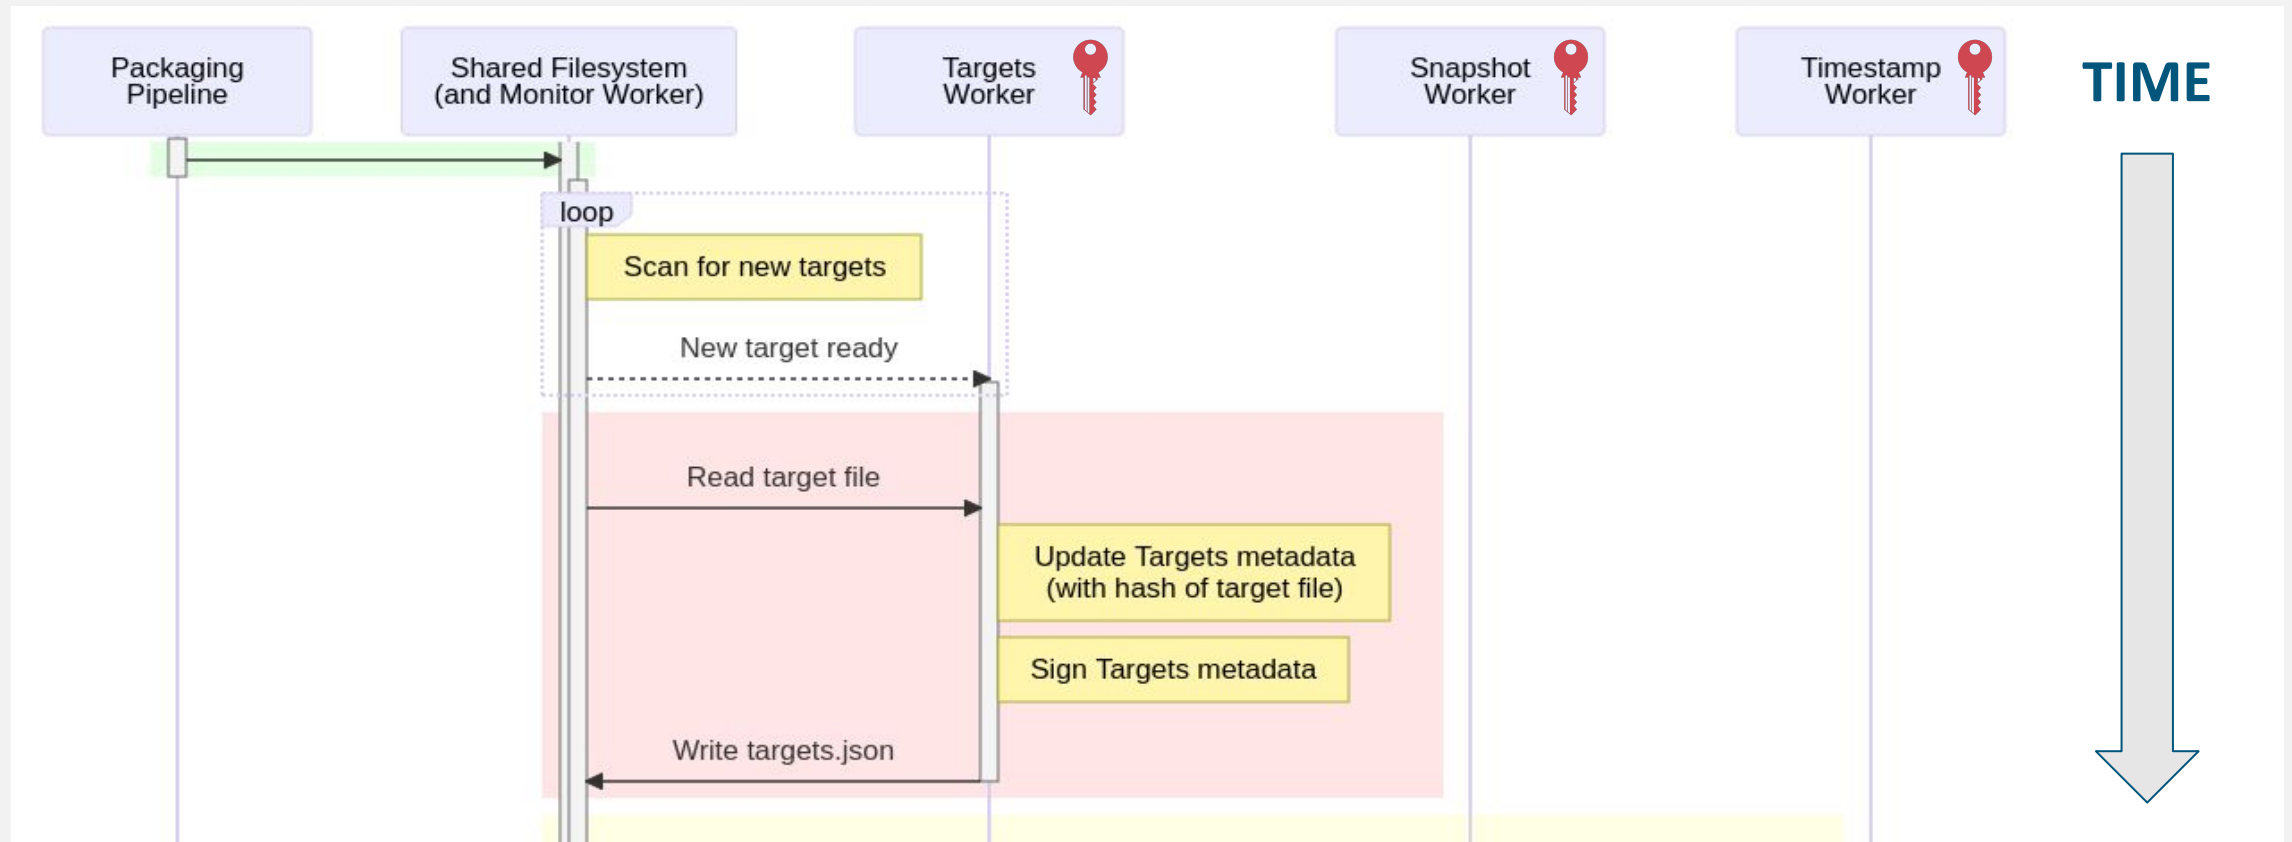 Packaging
Pipeline
Shared Filesystem
(and Monitor Worker)
Targets
Worker
Snapshot
Worker
Timestamp
Worker
TIME
loop
Scan for new targets
New target ready
Read target file
Update Targets metadata
(with hash of target file)
Sign Targets metadata
Write targets.json